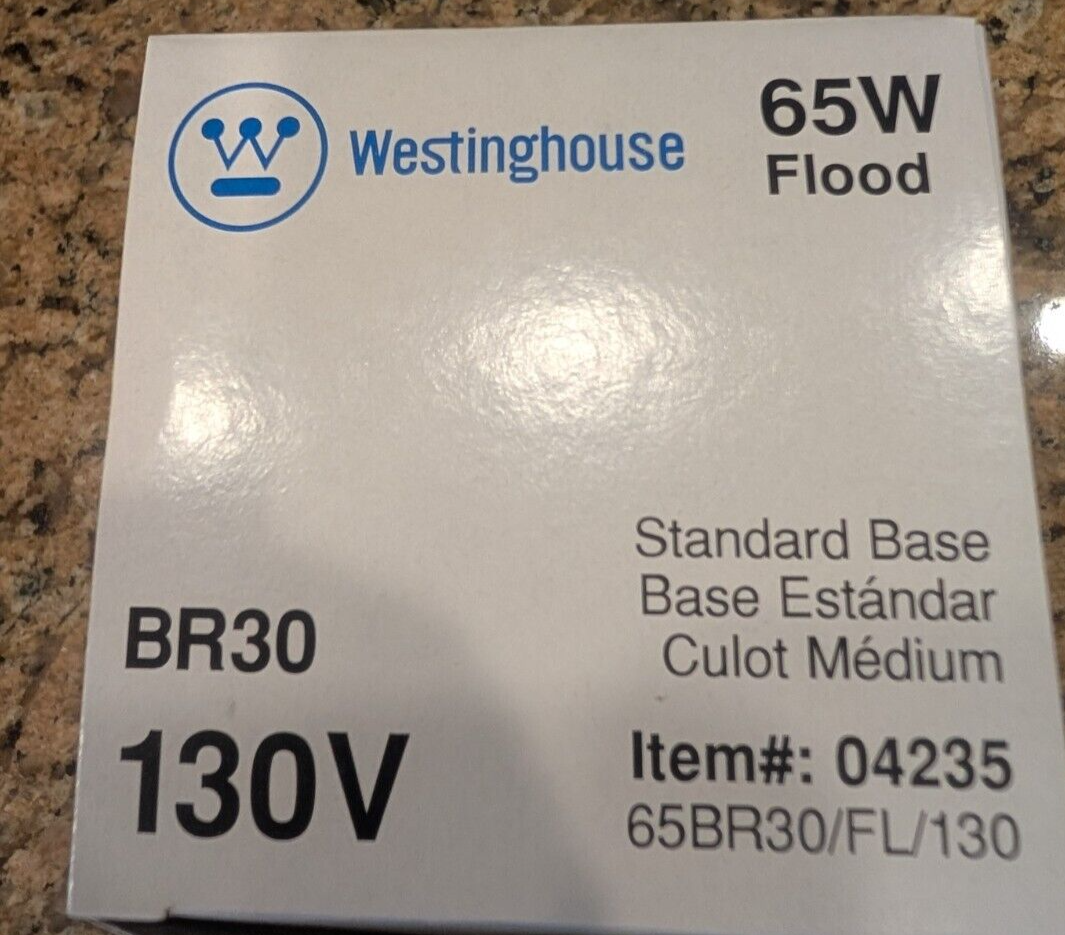 Westinghouse
65W
Flood
Standard Base
Base Estándar
Culot Médium
BR30
130V
Item#: 04235
65BR30/FL/130